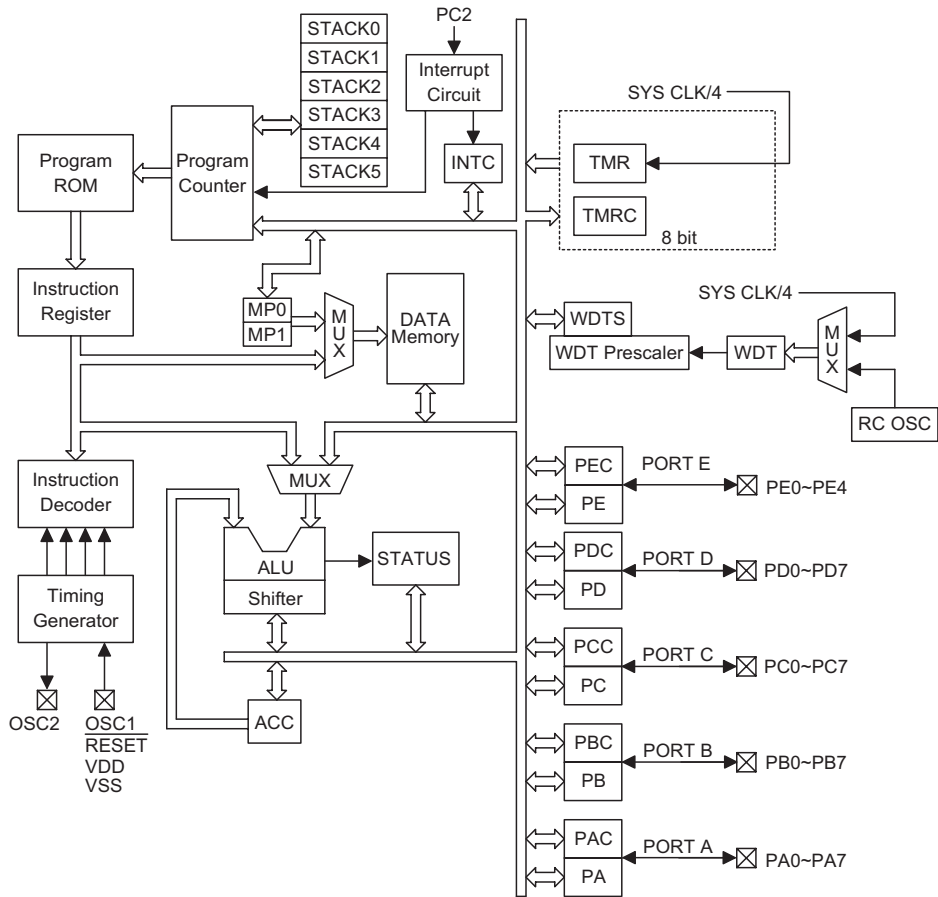 STACK0
STACK1
STACK2
STACK3
STACK4
STACK5
PC2
Interrupt
Circuit
INTC
SYS CLK/4
TMR
TMRC
8 bit
Program
ROM
Program
Counter
Instruction
Register
MP0
MP1
M
U
X
DATA
Memory
WDTS
WDT Prescaler
WDT
SYS CLK/4
M
U
X
RC OSC
Instruction
Decoder
MUX
ALU
Shifter
STATUS
Timing
Generator
ACC
OSC2
OSC1
RESET
VDD
VSS
PEC
PE
PORT E
PE0~PE4
PDC
PD
PORT D
PD0~PD7
PCC
PC
PORT C
PC0~PC7
PBC
PB
PORT B
PB0~PB7
PAC
PA
PORT A
PA0~PA7